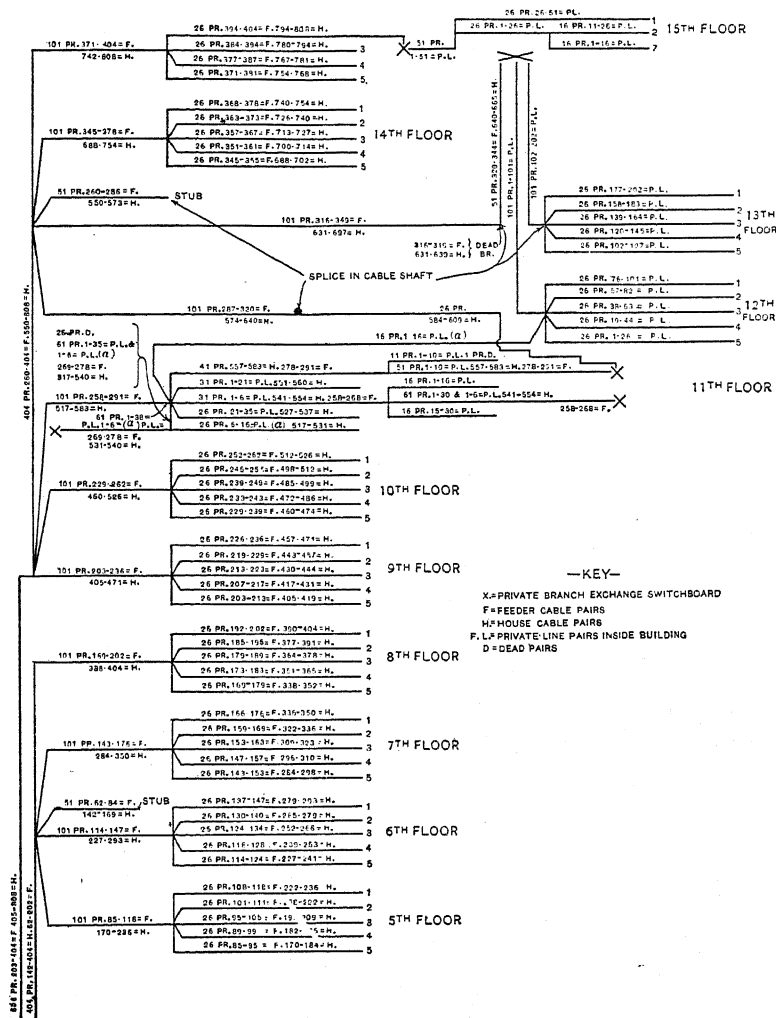 26 PR. 26-51= P.L.
26 PR. 1-26= P.L.
16 PR. 11-26= P.L.
16 PR. 1-16= P.L.
1
2
7
15TH FLOOR
51 PR.
1-51= P.L.
101 PR. 371-404= F.
742-808= H.
26 PR. 394-404= F. 794-808= H.
26 PR. 384-394= F. 780-794= H.
3
26 PR. 377-387= F. 767-781= H.
4
26 PR. 371-381= F. 754-768= H.
5
101 PR. 345-378= F.
688-754= H.
26 PR. 368-378= F. 740-754= H.
1
26 PR. 363-373= F. 726-740= H.
2
26 PR. 357-367= F. 713-727= H.
3
26 PR. 351-361= F. 700-714= H.
4
26 PR. 345-355= F. 688-702= H.
5
14TH FLOOR
51 PR. 320-344= F. 640-665= H.
101 PR. 1-101= P.L.
101 PR. 102-202= P.L.
51 PR. 260-286= F.
550-573= H.
STUB
101 PR. 316-349= F.
631-697= H.
316-319= F.
631-639= H.
DEAD
BR.
SPLICE IN CABLE SHAFT
26 PR. 177-202= P.L.
1
26 PR. 158-183= P.L.
2
26 PR. 139-164= P.L.
3
26 PR. 120-145= P.L.
4
26 PR. 102-127= P.L.
5
13TH
FLOOR
101 PR. 287-320= F.
574-640= H.
26 PR.
584-609= H.
26 PR. 76-101= P.L.
1
26 PR. 57-82= P.L.
2
26 PR. 38-63= P.L.
3
26 PR. 19-44= P.L.
4
26 PR. 1-26= P.L.
5
12TH
FLOOR
404 PR. 260-404= F. 550-808= H.
26 PR. D.
61 PR. 1-35= P.L. &
1-6= P.L. (a)
269-278= F.
317-540= H.
16 PR. 1-16= P.L. (a)
101 PR. 258-291= F.
517-583= H.
61 PR. 1-38=
P.L. 1-6= (a) P.L.=
269-278= F.
531-540= H.
41 PR. 557-583= H. 278-291= F.
31 PR. 1-21= P.L. 551-560= H.
31 PR. 1-6= P.L. 541-554= H. 258-268= F.
26 PR. 21-35= P.L. 527-537= H.
26 PR. 5-16= P.L. (a) 517-531= H.
11 PR. 1-10= P.L. 1 PR.D.
51 PR. 1-10= P.L. 557-583= H. 278-291= F.
16 PR. 1-16= P.L.
61 PR. 1-30 & 1-6= P.L. 541-554= H.
258-268= F.
16 PR. 15-30= P.L.
11TH FLOOR
101 PR. 229-262= F.
460-526= H.
26 PR. 252-262= F. 512-526= H.
1
26 PR. 245-255= F. 498-512= H.
2
26 PR. 239-249= F. 485-499= H.
3
26 PR. 233-243= F. 472-486= H.
4
26 PR. 229-239= F. 460-474= H.
5
10TH FLOOR
101 PR. 203-236= F.
405-471= H.
26 PR. 226-236= F. 457-471= H.
1
26 PR. 219-229= F. 443-457= H.
2
26 PR. 213-223= F. 430-444= H.
3
26 PR. 207-217= F. 417-431= H.
4
26 PR. 203-213= F. 405-419= H.
5
9TH FLOOR
—KEY—
X.= PRIVATE BRANCH EXCHANGE SWITCHBOARD
F = FEEDER CABLE PAIRS
H.= HOUSE CABLE PAIRS
F. L.= PRIVATE LINE PAIRS INSIDE BUILDING
D = DEAD PAIRS
101 PR. 169-202= F.
338-404= H.
26 PR. 192-202= F. 390-404= H.
1
26 PR. 185-195= F. 377-391= H.
2
26 PR. 179-189= F. 364-378= H.
3
26 PR. 173-183= F. 351-365= H.
4
26 PR. 169-179= F. 338-352= H.
5
8TH FLOOR
101 PR. 143-176= F.
284-350= H.
26 PR. 166-176= F. 336-350= H.
1
26 PR. 159-169= F. 322-336= H.
2
26 PR. 153-163= F. 309-323= H.
3
26 PR. 147-157= F. 296-310= H.
4
26 PR. 143-153= F. 284-298= H.
5
7TH FLOOR
51 PR. 62-84= F.
142-169= H.
STUB
101 PR. 114-147= F.
227-293= H.
26 PR. 137-147= F. 279-293= H.
1
26 PR. 130-140= F. 265-279= H.
2
25 PR. 124-134= F. 252-266= H.
3
26 PR. 118-128 F. 239-253= H.
4
26 PR. 114-124= F. 227-241= H.
5
6TH FLOOR
101 PR. 85-118= F.
170-236= H.
26 PR. 108-118= F. 222-236 H.
1
26 PR. 101-111= F. H.
2
26 PR. 95-105= F. H.
3
26 PR. 89-99 = F. H.
4
26 PR. 85-95 = F. 170-184= H.
5
5TH FLOOR
PR. 203-404= F. 405-808= H.
PR. 142-404= H. 62-202= F.